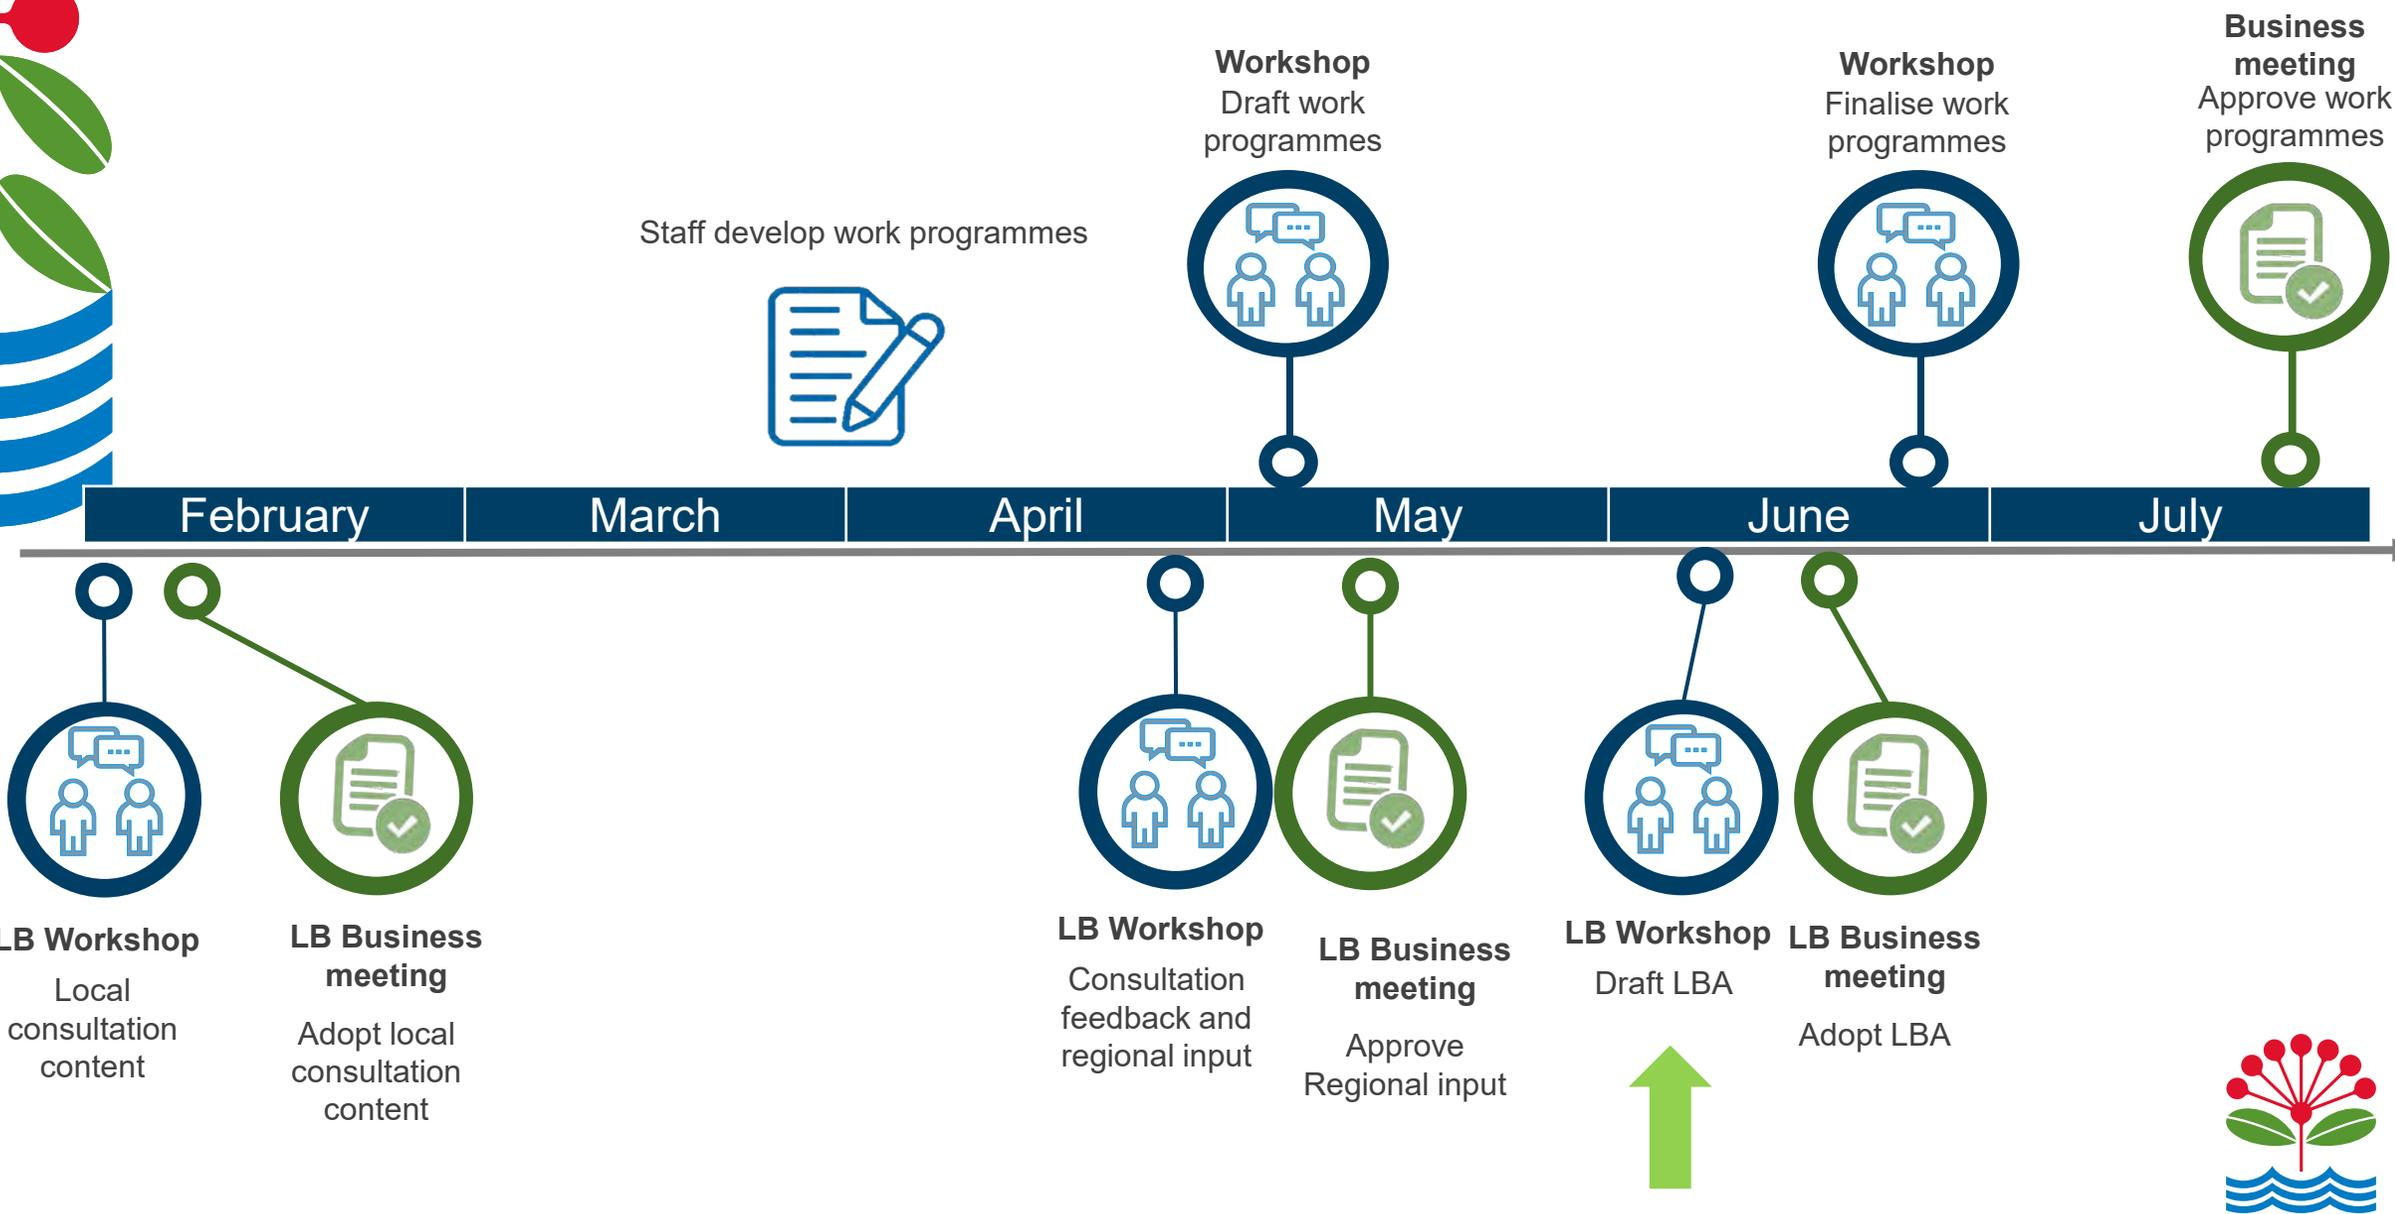 Workshop
Draft work
programmes
Workshop
Finalise work
programmes
Business
meeting
Approve work
programmes
Staff develop work programmes
February
March
April
May
June
July
LB Workshop
Local
consultation
content
LB Business
meeting
Adopt local
consultation
content
LB Workshop
Consultation
feedback and
regional input
LB Business
meeting
Approve
Regional input
LB Workshop
Draft LBA
LB Business
meeting
Adopt LBA